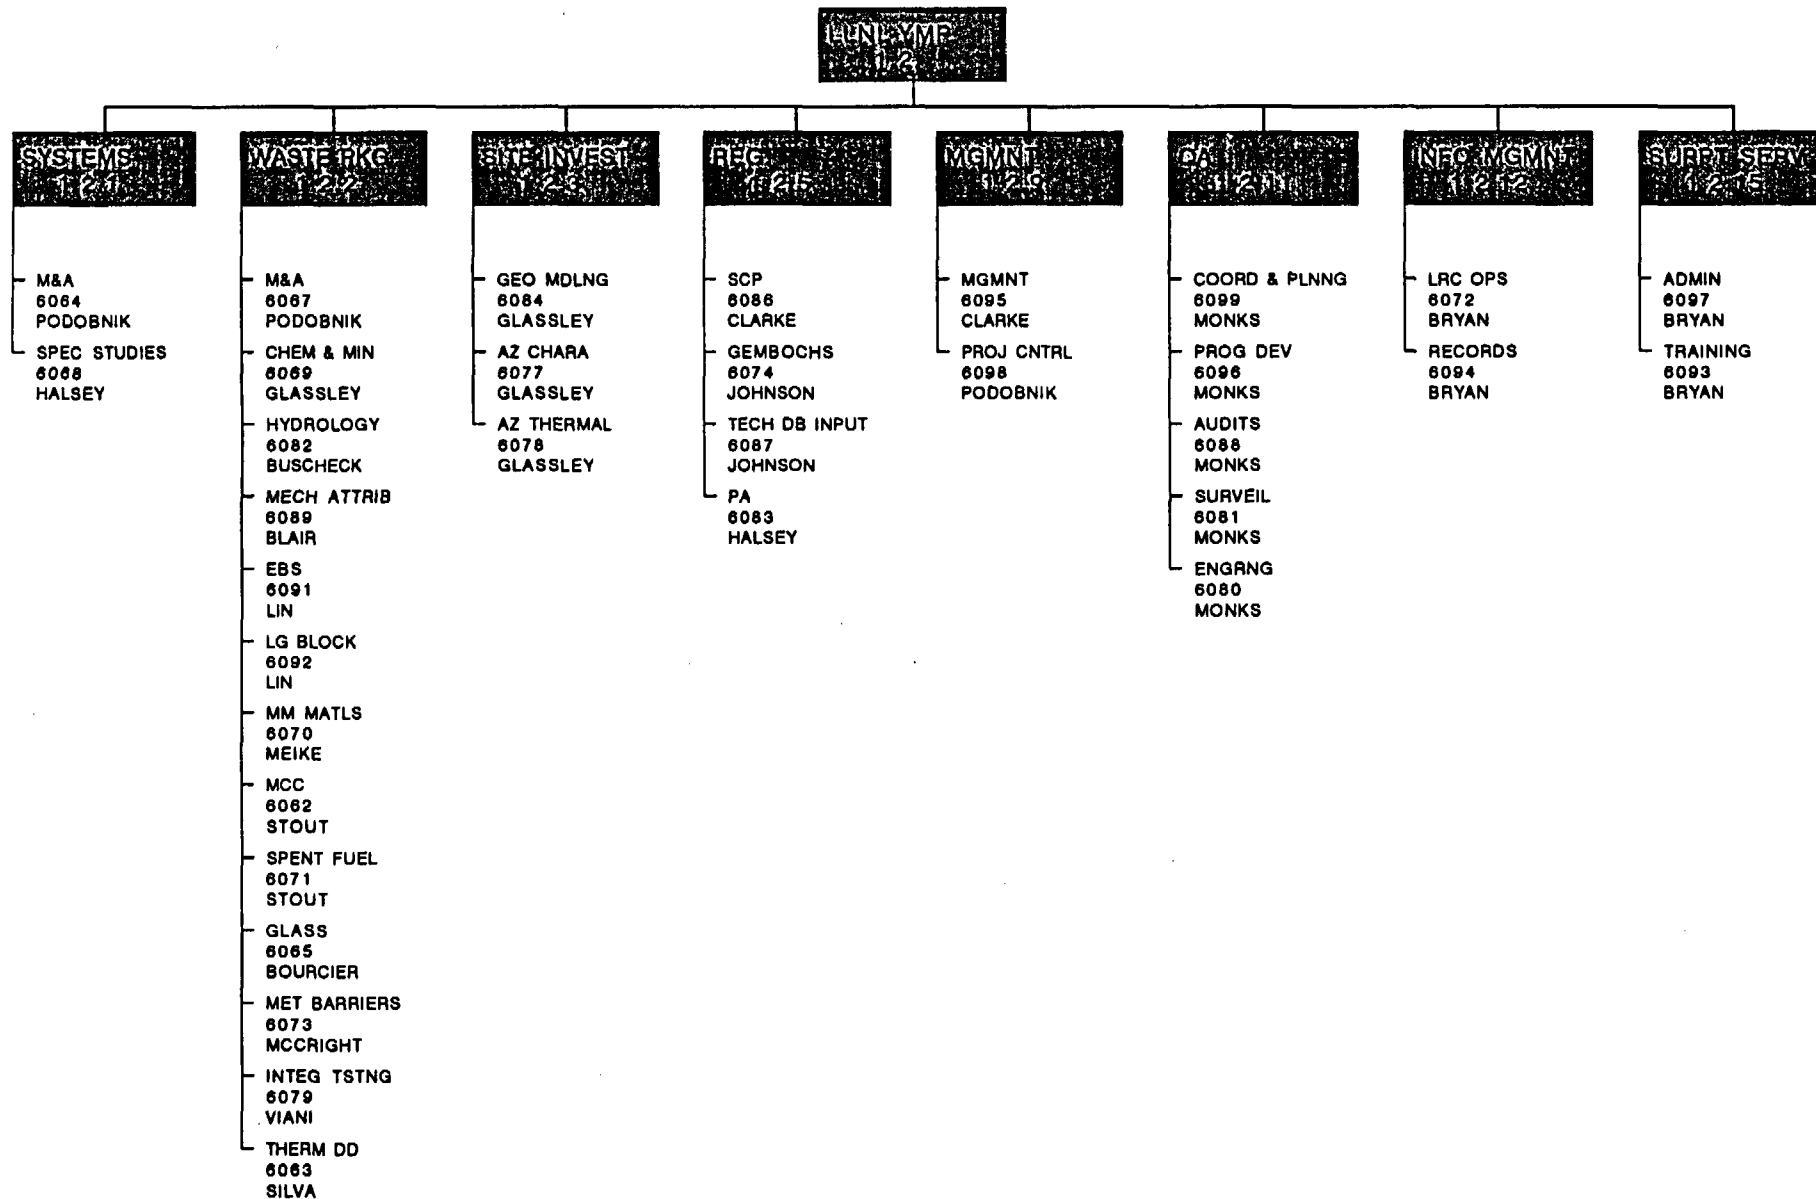 LLNL YMP
1.2
SYSTEMS
1.2.1
M&A
6064
PODOBNIK
SPEC STUDIES
6068
HALSEY
WASTE PKG
1.2.2
M&A
6067
PODOBNIK
CHEM & MIN
6069
GLASSLEY
HYDROLOGY
6082
BUSCHECK
MECH ATTRIB
6089
BLAIR
EBS
6091
LIN
LG BLOCK
6092
LIN
MM MATLS
6070
MEIKE
MCC
6062
STOUT
SPENT FUEL
6071
STOUT
GLASS
6065
BOURCIER
MET BARRIERS
6073
MCCRIGHT
INTEG TSTNG
6079
VIANI
THERM DD
6063
SILVA
SITE INVEST
1.2.3
GEO MDLNG
6084
GLASSLEY
AZ CHARA
6077
GLASSLEY
AZ THERMAL
6078
GLASSLEY
REG
1.2.5
SCP
6086
CLARKE
GEMBOCHS
6074
JOHNSON
TECH DB INPUT
6087
JOHNSON
PA
6083
HALSEY
MGMNT
1.2.9
MGMNT
6095
CLARKE
PROJ CNTRL
6098
PODOBNIK
QA
1.2.11
COORD & PLNNG
6099
MONKS
PROG DEV
6096
MONKS
AUDITS
6088
MONKS
SURVEIL
6081
MONKS
ENGRNG
6080
MONKS
INFO MGMNT
1.2.12
LRC OPS
6072
BRYAN
RECORDS
6094
BRYAN
SUPPT SERV
1.2.15
ADMIN
6097
BRYAN
TRAINING
6093
BRYAN